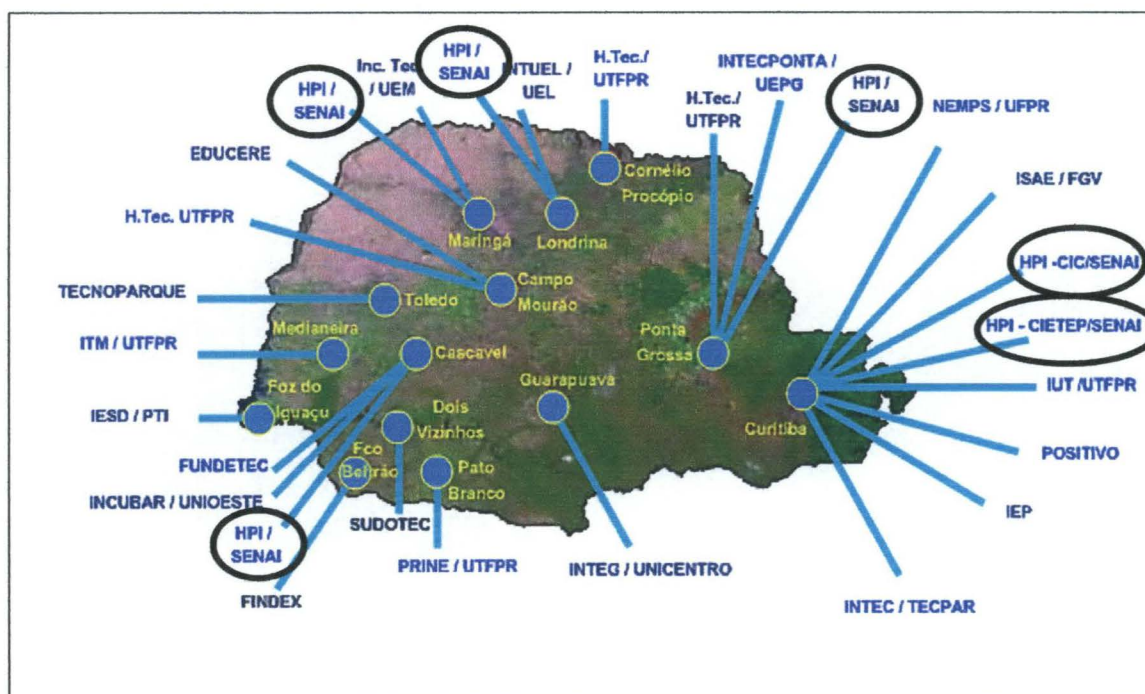 HPI /
SENAI
Inc. Tec
/ UEM
HPI /
SENAI
INTUEL /
UEL
H.Tec./
UTFPR
H.Tec./
UTFPR
INTECPONTA /
UEPG
HPI /
SENAI
NEMPS / UFPR
EDUCERE
ISAE / FGV
H.Tec. UTFPR
HPI -CIC/SENAI
TECNOPARQUE
HPI - CIETEP/SENAI
ITM / UTFPR
IUT /UTFPR
IESD / PTI
POSITIVO
FUNDETEC
INCUBAR / UNIOESTE
IEP
HPI /
SENAI
SUDOTEC
PRINE / UTFPR
INTEG / UNICENTRO
FINDEX
INTEC / TECPAR
Cornélio
Procópio
Maringá
Londrina
Campo
Mourão
Toledo
Medianeira
Cascavel
Ponta
Grossa
Foz do
Iguaçu
Guarapuava
Dois
Vizinhos
Curitiba
Fco
Beltrão
Pato
Branco